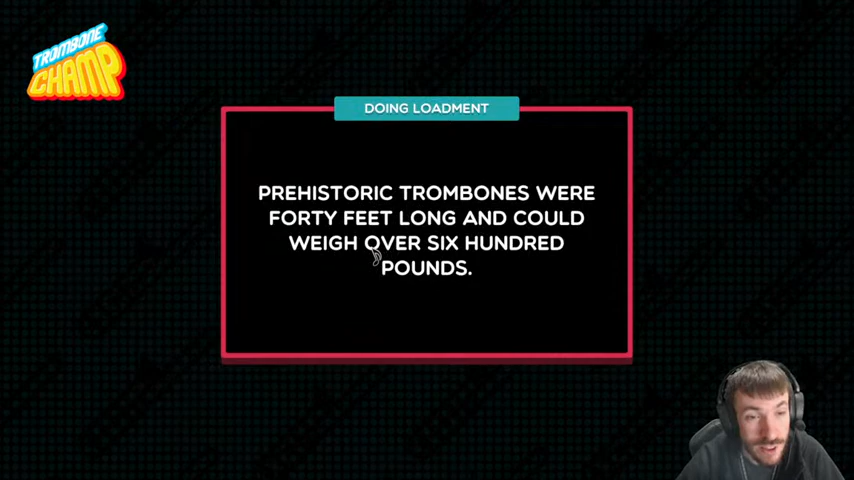 TROMBONE
CHAMP
DOING LOADMENT
PREHISTORIC TROMBONES WERE
FORTY FEET LONG AND COULD
WEIGH OVER SIX HUNDRED
POUNDS.